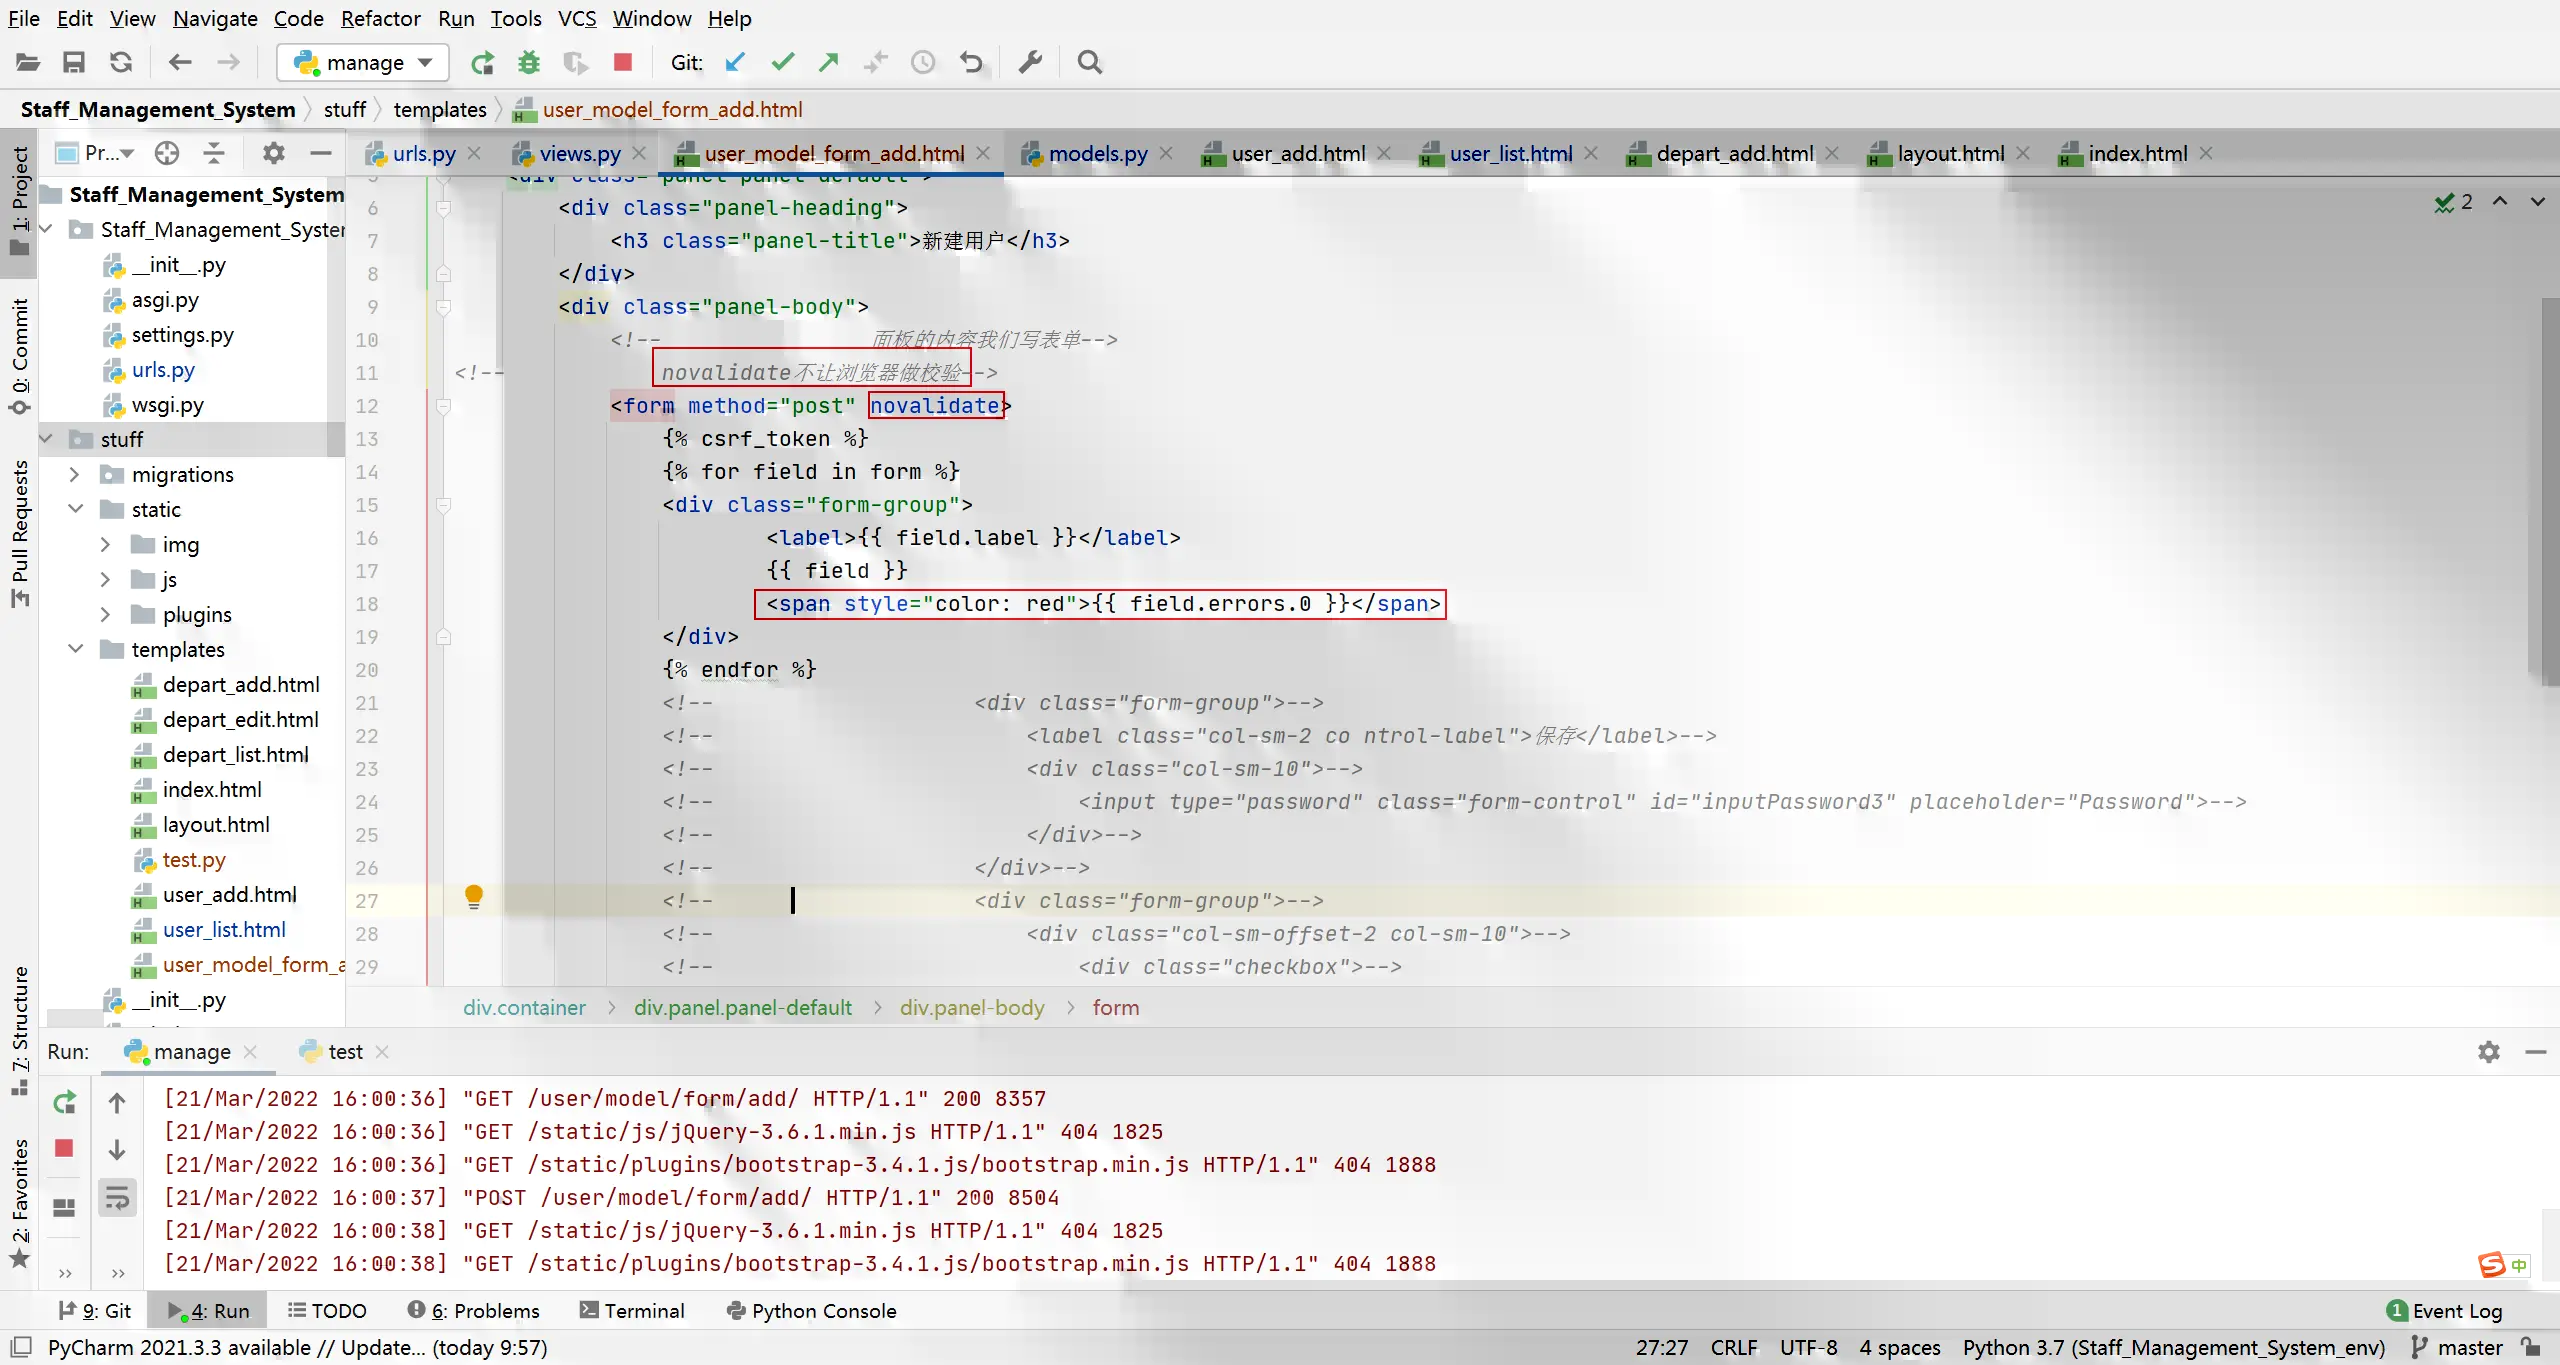 File Edit View Navigate Code Refactor Run Tools VCS Window Help
manage Git:
Staff_Management_System stuff templates user_model_form_add.html
1: Project
0: Commit
Pull Requests
7: Structure
2: Favorites
Pr...
urls.py views.py user_model_form_add.html models.py user_add.html user_list.html depart_add.html layout.html index.html
Staff_Management_System
Staff_Management_System
__init__.py
asgi.py
settings.py
urls.py
wsgi.py
stuff
migrations
static
img
js
plugins
templates
depart_add.html
depart_edit.html
depart_list.html
index.html
layout.html
test.py
user_add.html
user_list.html
user_model_form_a
__init__.py
5 <div class="panel panel-default">
6 <div class="panel-heading">
7 <h3 class="panel-title">新建用户</h3>
8 </div>
9 <div class="panel-body">
10 <!-- 面板的内容我们写表单-->
11 <!-- novalidate不让浏览器做校验-->
12 <form method="post" novalidate>
13 {% csrf_token %}
14 {% for field in form %}
15 <div class="form-group">
16 <label>{{ field.label }}</label>
17 {{ field }}
18 <span style="color: red">{{ field.errors.0 }}</span>
19 </div>
20 {% endfor %}
21 <!-- <div class="form-group">-->
22 <!-- <label class="col-sm-2 co ntrol-label">保存</label>-->
23 <!-- <div class="col-sm-10">-->
24 <!-- <input type="password" class="form-control" id="inputPassword3" placeholder="Password">-->
25 <!-- </div>-->
26 <!-- </div>-->
27 <!-- <div class="form-group">-->
28 <!-- <div class="col-sm-offset-2 col-sm-10">-->
29 <!-- <div class="checkbox">-->
2
div.container div.panel.panel-default div.panel-body form
Run: manage test
[21/Mar/2022 16:00:36] "GET /user/model/form/add/ HTTP/1.1" 200 8357
[21/Mar/2022 16:00:36] "GET /static/js/jQuery-3.6.1.min.js HTTP/1.1" 404 1825
[21/Mar/2022 16:00:36] "GET /static/plugins/bootstrap-3.4.1.js/bootstrap.min.js HTTP/1.1" 404 1888
[21/Mar/2022 16:00:37] "POST /user/model/form/add/ HTTP/1.1" 200 8504
[21/Mar/2022 16:00:38] "GET /static/js/jQuery-3.6.1.min.js HTTP/1.1" 404 1825
[21/Mar/2022 16:00:38] "GET /static/plugins/bootstrap-3.4.1.js/bootstrap.min.js HTTP/1.1" 404 1888
中
9: Git 4: Run TODO 6: Problems Terminal Python Console 1 Event Log
PyCharm 2021.3.3 available // Update... (today 9:57) 27:27 CRLF UTF-8 4 spaces Python 3.7 (Staff_Management_System_env) master